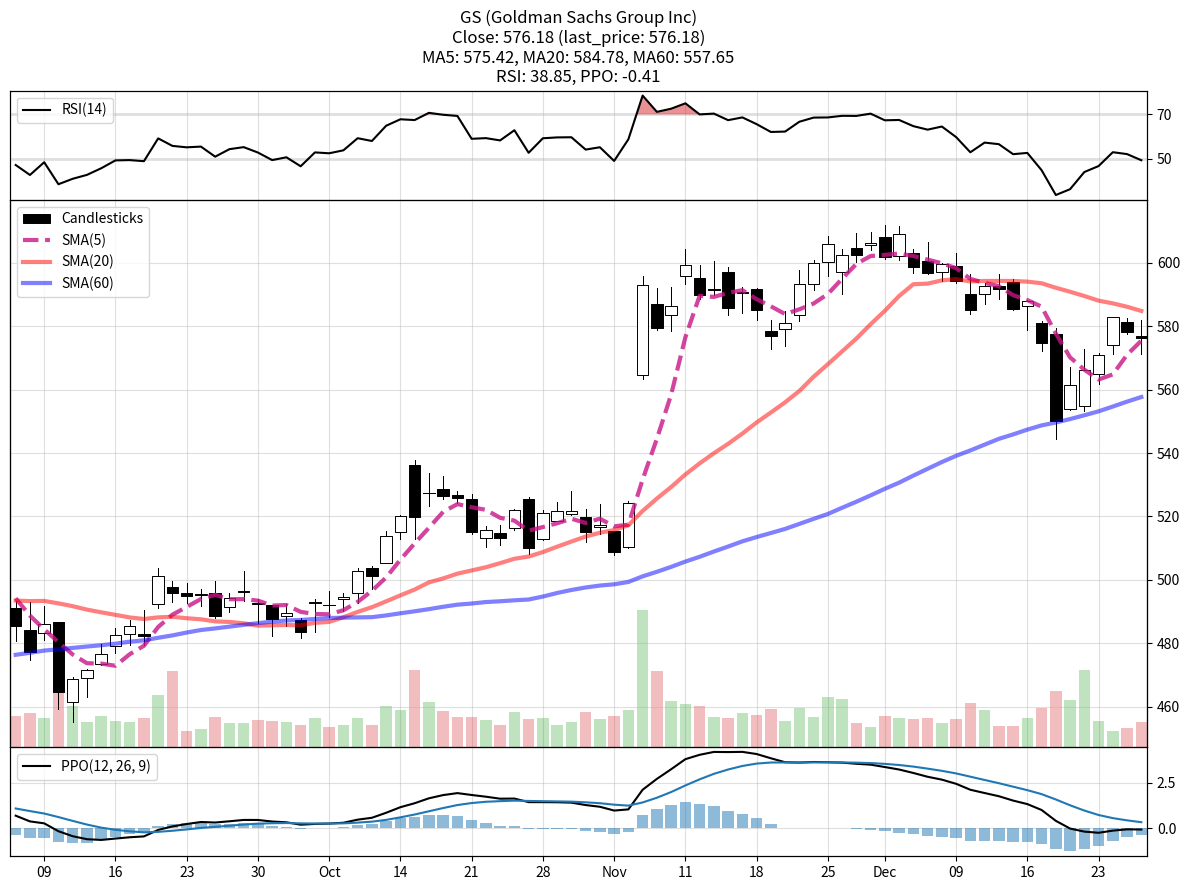 GS (Goldman Sachs Group Inc)
Close: 576.18 (last_price: 576.18)
MA5: 575.42, MA20: 584.78, MA60: 557.65
RSI: 38.85, PPO: -0.41
RSI(14)
70
50
Candlesticks
SMA(5)
SMA(20)
SMA(60)
600
580
560
540
520
500
480
460
PPO(12, 26, 9)
2.5
0.0
09 16 23 30 Oct 14 21 28 Nov 11 18 25 Dec 09 16 23